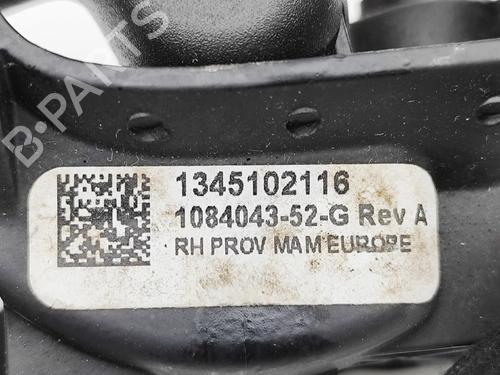 B-PARTS
1345102116
1084043-52-G Rev A
RH PROV MAM EUROPE